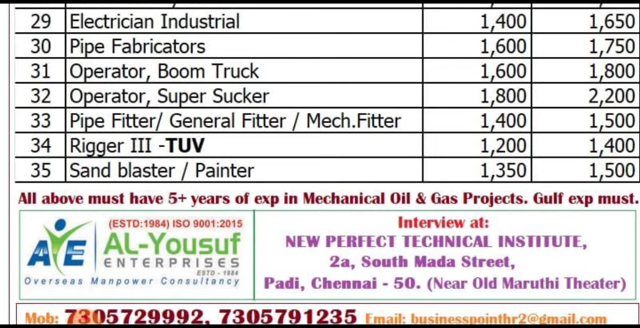 29 Electrician Industrial 1,400 1,650
30 Pipe Fabricators 1,600 1,750
31 Operator, Boom Truck 1,600 1,800
32 Operator, Super Sucker 1,800 2,200
33 Pipe Fitter/ General Fitter / Mech.Fitter 1,400 1,500
34 Rigger III -TUV 1,200 1,400
35 Sand blaster / Painter 1,350 1,500
All above must have 5+ years of exp in Mechanical Oil & Gas Projects. Gulf exp must.
(ESTD:1984) ISO 9001:2015
AYE AL-Yousuf
ENTERPRISES
ESTD - 1984
Overseas Manpower Consultancy
Interview at:
NEW PERFECT TECHNICAL INSTITUTE,
2a, South Mada Street,
Padi, Chennai - 50. (Near Old Maruthi Theater)
Mob: 7305729992, 7305791235 Email: businesspointhr2@gmail.com